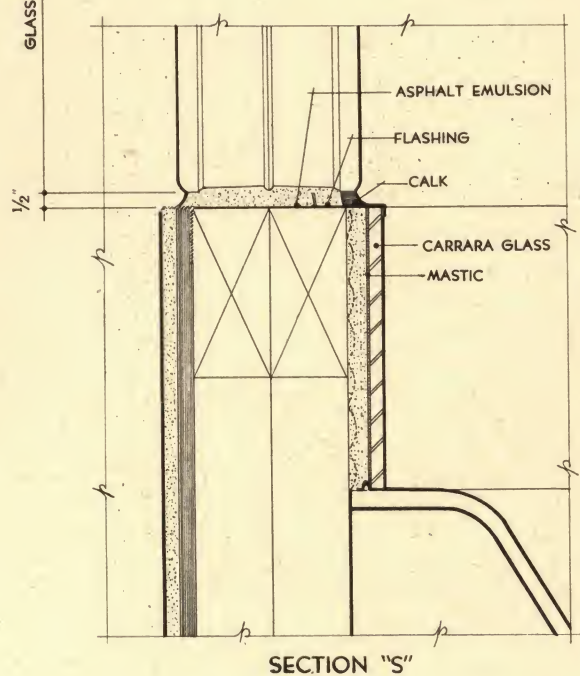 GLASS
ASPHALT EMULSION
FLASHING
CALK
1/2"
CARRARA GLASS
MASTIC
SECTION "S"